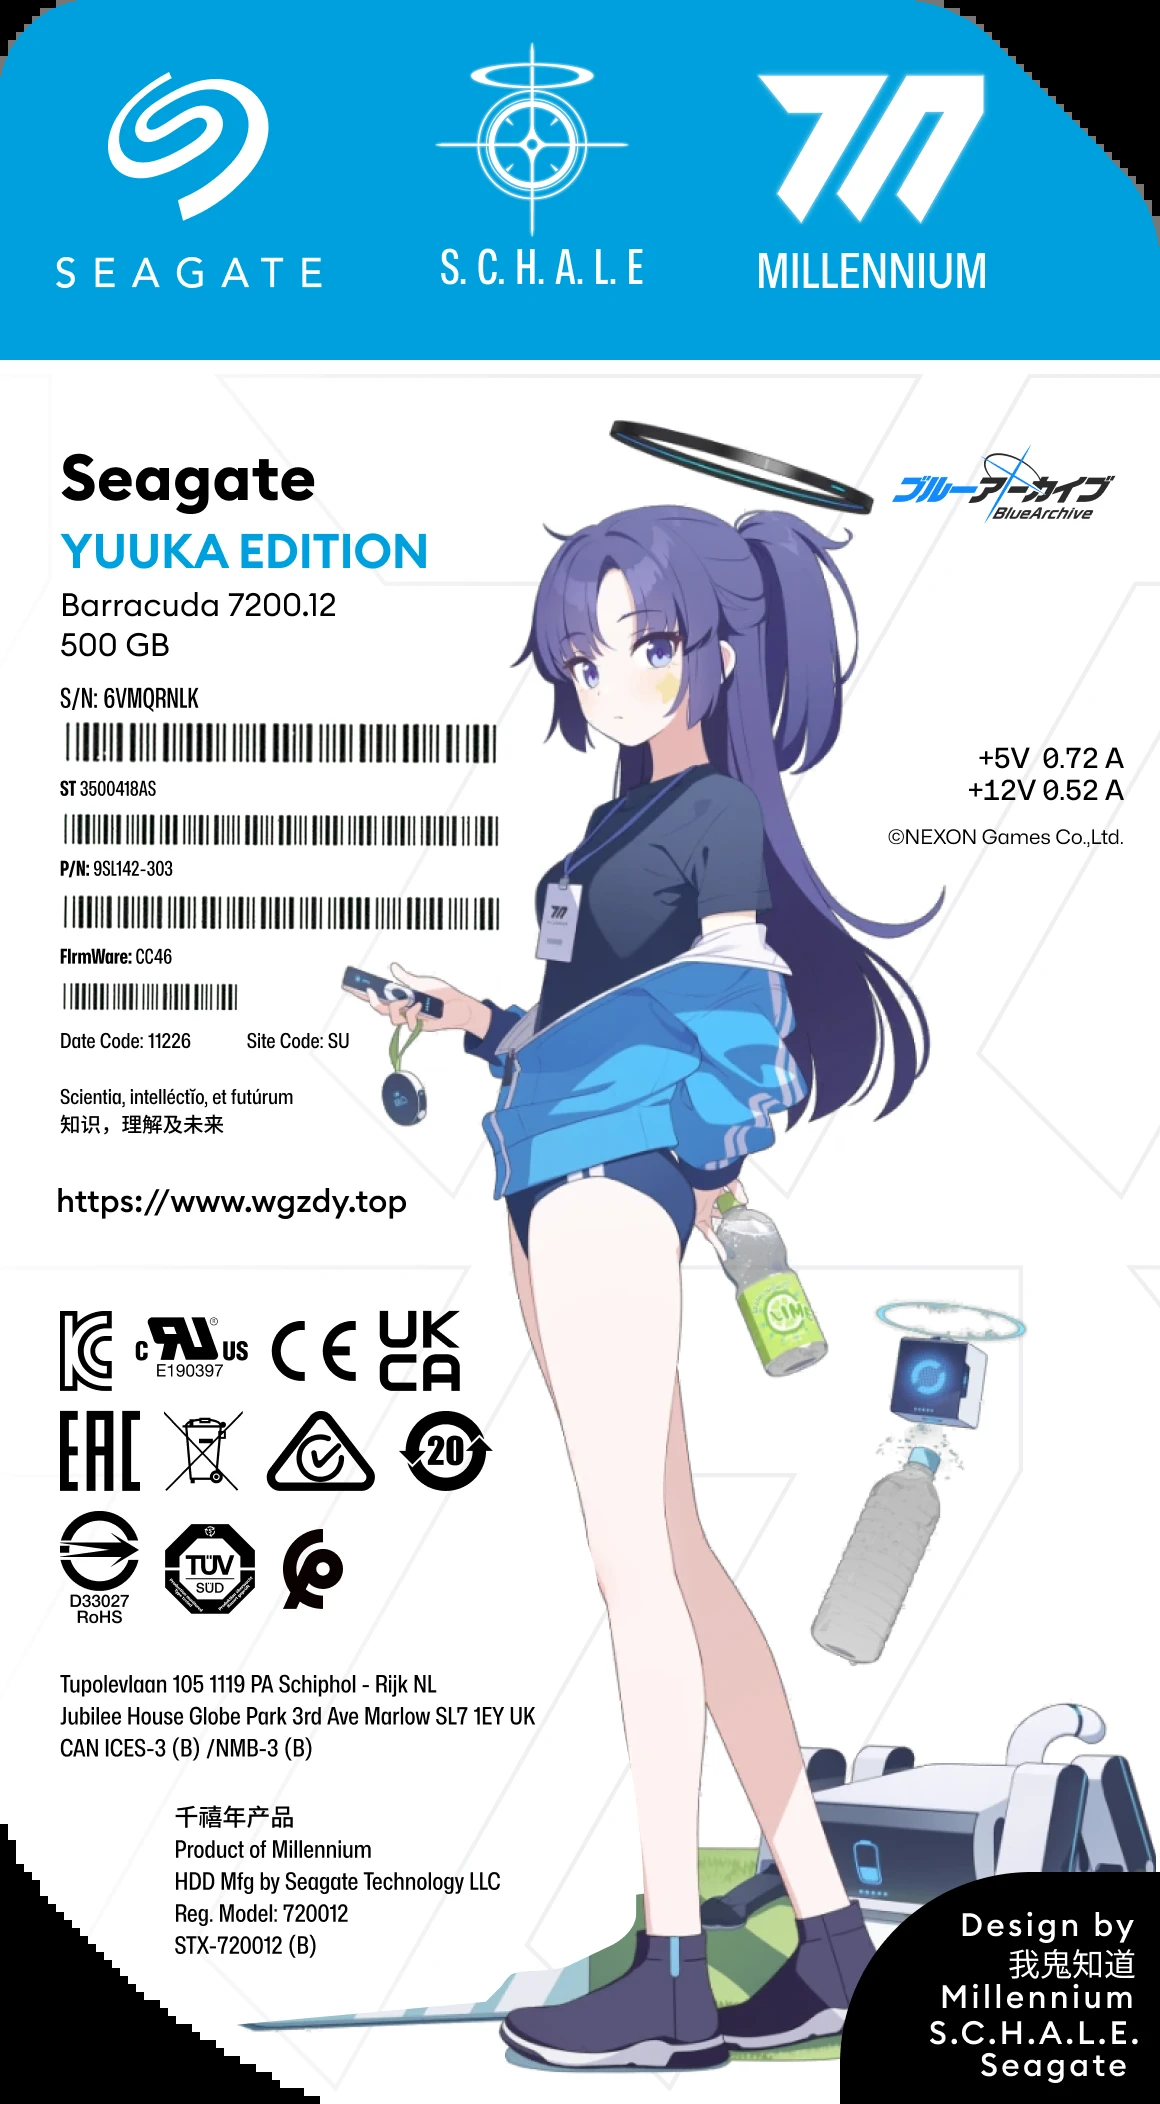 SEAGATE
S. C. H. A. L. E
MILLENNIUM
Seagate
YUUKA EDITION
Barracuda 7200.12
500 GB
ブルーアーカイブ
BlueArchive
S/N: 6VMQRNLK
ST 3500418AS
P/N: 9SL142-303
FIrmWare: CC46
Date Code: 11226 Site Code: SU
+5V 0.72 A
+12V 0.52 A
©NEXON Games Co.,Ltd.
Scientia, intelléctĭo, et futúrum
知识，理解及未来
https://www.wgzdy.top
LIME
C RU US ®
E190397
CE
UK
CA
EAC
20
D33027
RoHS
TÜV
SÜD
Tupolevlaan 105 1119 PA Schiphol - Rijk NL
Jubilee House Globe Park 3rd Ave Marlow SL7 1EY UK
CAN ICES-3 (B) /NMB-3 (B)
千禧年产品
Product of Millennium
HDD Mfg by Seagate Technology LLC
Reg. Model: 720012
STX-720012 (B)
Design by
我鬼知道
Millennium
S.C.H.A.L.E.
Seagate